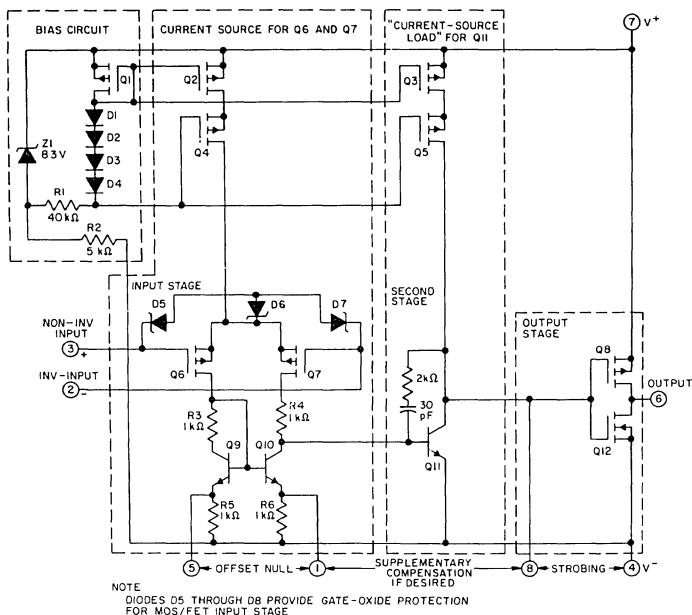 BIAS CIRCUIT
CURRENT SOURCE FOR Q6 AND Q7
"CURRENT-SOURCE
LOAD" FOR Q11
7 V+
Q1
Q2
Q3
D1
D2
D3
D4
Z1
83V
Q4
Q5
R1
40kΩ
R2
5kΩ
INPUT STAGE
D5
D6
D7
SECOND
STAGE
OUTPUT
STAGE
NON-INV
INPUT
3 +
INV-INPUT
2 -
Q6
Q7
2kΩ
30
pF
Q8
OUTPUT
6
R3
1kΩ
R4
1kΩ
Q9
Q10
Q11
Q12
R5
1kΩ
R6
1kΩ
5 OFFSET NULL 1
SUPPLEMENTARY
COMPENSATION
IF DESIRED
8 STROBING 4 V-
NOTE
DIODES D5 THROUGH D8 PROVIDE GATE-OXIDE PROTECTION
FOR MOS/FET INPUT STAGE